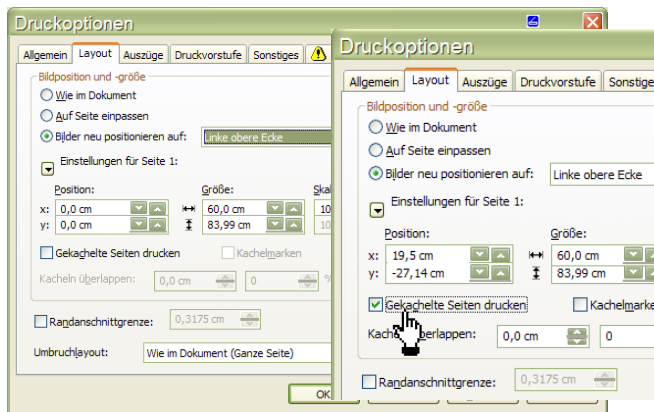 Druckoptionen
Allgemein Layout Auszüge Druckvorstufe Sonstiges
Bildposition und -größe
Wie im Dokument
Auf Seite einpassen
Bilder neu positionieren auf: Linke obere Ecke
Einstellungen für Seite 1:
Position: Größe: Skal
x: 0,0 cm 60,0 cm 10
y: 0,0 cm 83,99 cm 10
Gekachelte Seiten drucken Kachelmarken
Kacheln überlappen: 0,0 cm 0 %
Randanschnittgrenze: 0,3175 cm
Umbruchlayout: Wie im Dokument (Ganze Seite)
OK
Druckoptionen
Allgemein Layout Auszüge Druckvorstufe Sonstige
Bildposition und -größe
Wie im Dokument
Auf Seite einpassen
Bilder neu positionieren auf: Linke obere Ecke
Einstellungen für Seite 1:
Position: Größe:
x: 19,5 cm 60,0 cm
y: -27,14 cm 83,99 cm
Gekachelte Seiten drucken Kachelmarke
Kach berlappen: 0,0 cm 0
Randanschnittgrenze: 0,3175 cm